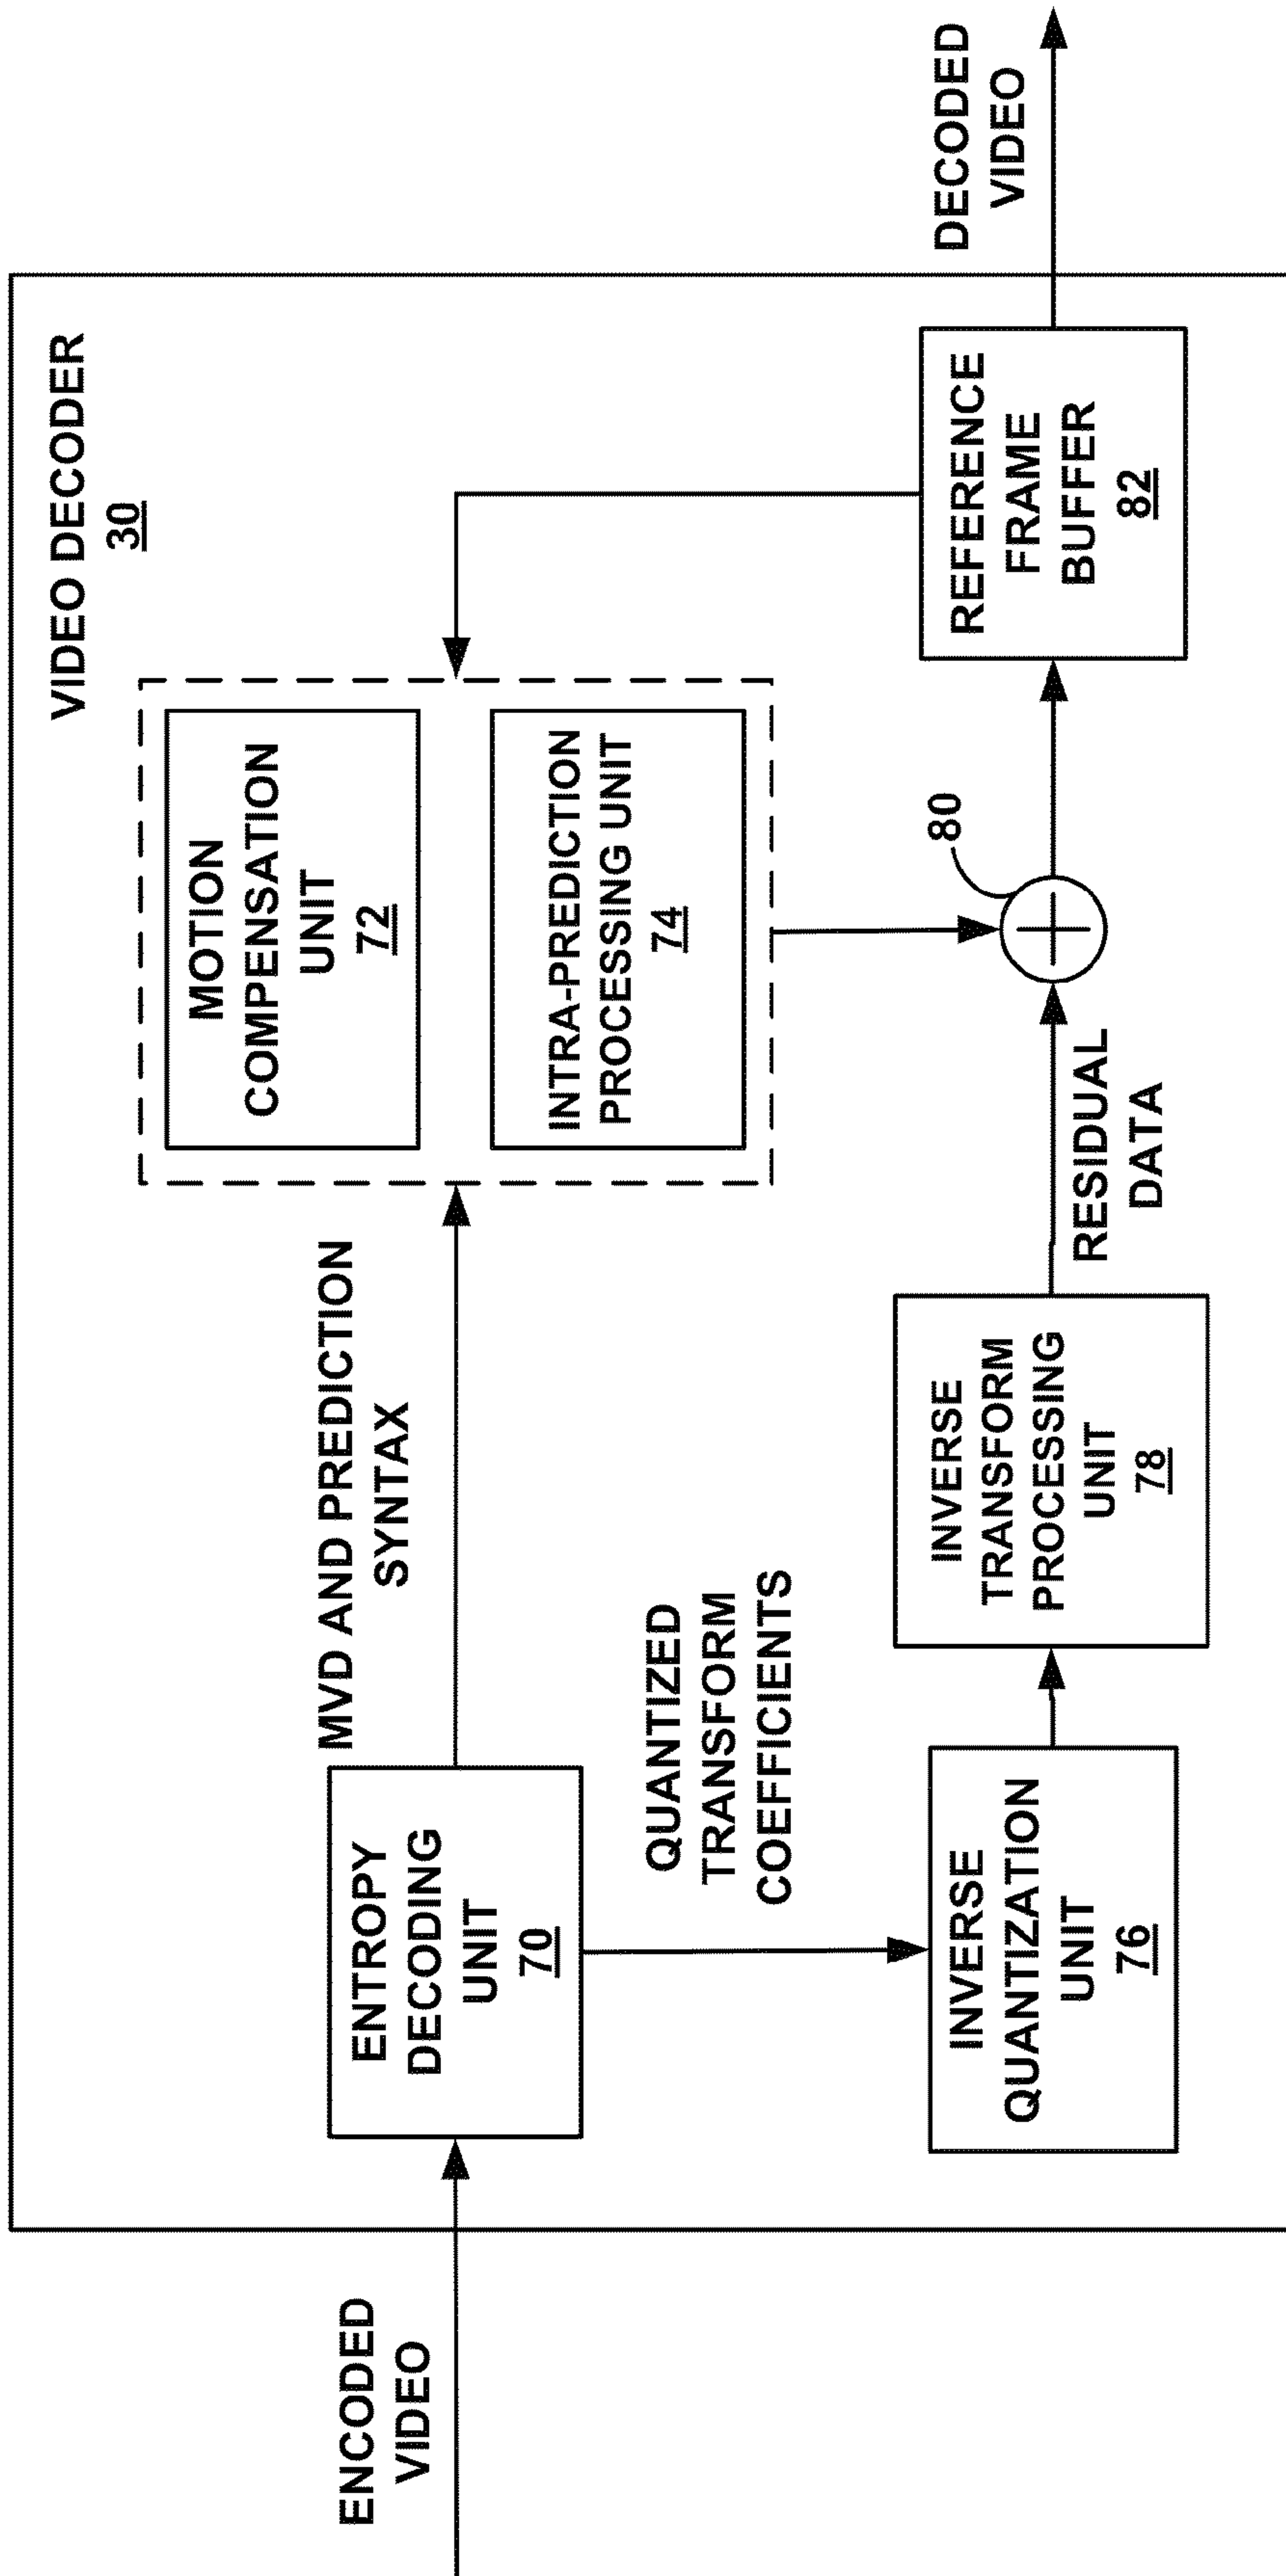 VIDEO DECODER
30
ENCODED
VIDEO
ENTROPY
DECODING
UNIT
70
MVD AND PREDICTION
SYNTAX
MOTION
COMPENSATION
UNIT
72
INTRA-PREDICTION
PROCESSING UNIT
74
QUANTIZED
TRANSFORM
COEFFICIENTS
INVERSE
QUANTIZATION
UNIT
76
INVERSE
TRANSFORM
PROCESSING
UNIT
78
RESIDUAL
DATA
80
REFERENCE
FRAME
BUFFER
82
DECODED
VIDEO